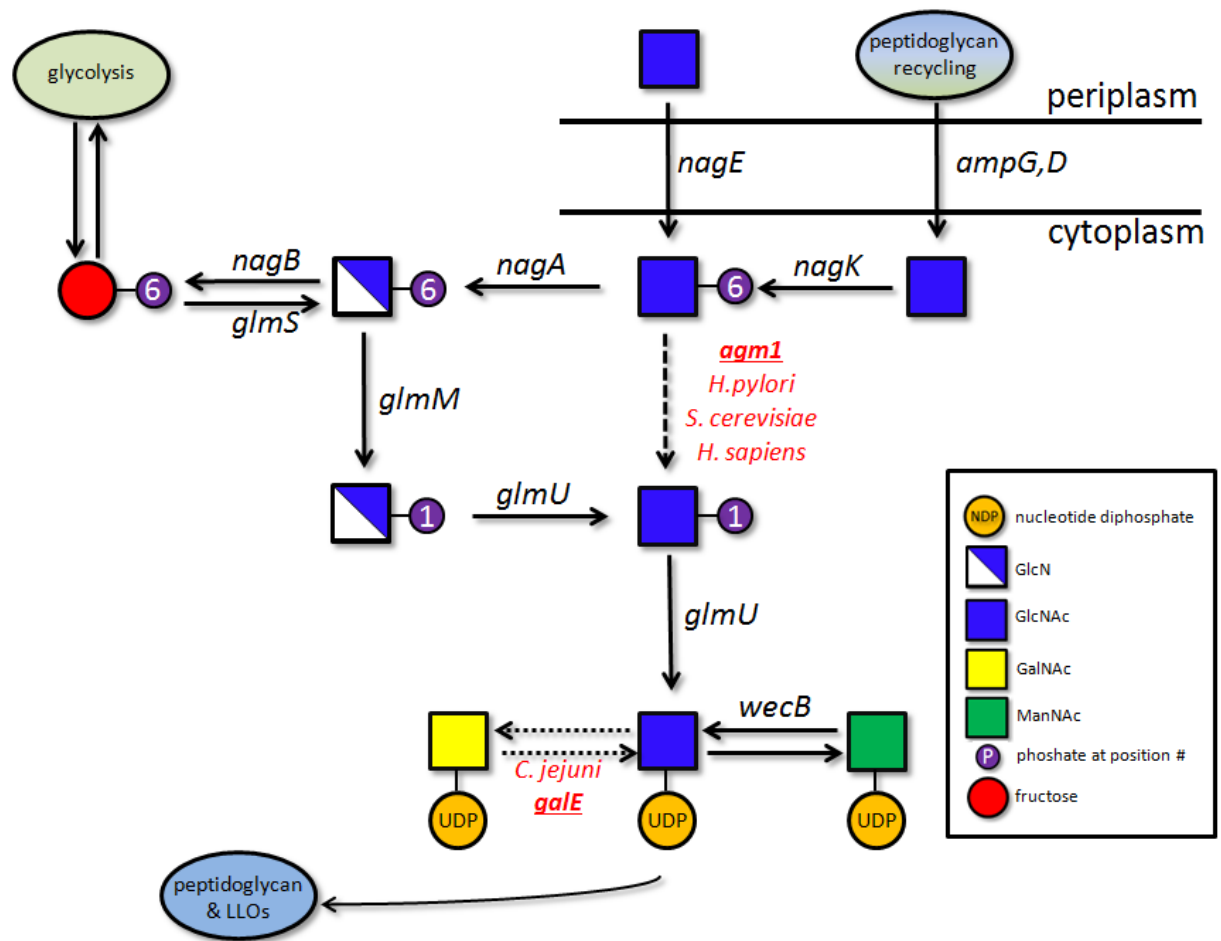 glycolysis
peptidoglycan
recycling
periplasm
nagE
ampG,D
cytoplasm
nagB
nagA
nagK
6
6
6
glmS
agm1
H.pylori
S. cerevisiae
H. sapiens
glmM
glmU
1
1
glmU
wecB
C. jejuni
galE
UDP
UDP
UDP
peptidoglycan
& LLOs
NDP nucleotide diphosphate
GlcN
GlcNAc
GalNAc
ManNAc
P phoshate at position #
fructose